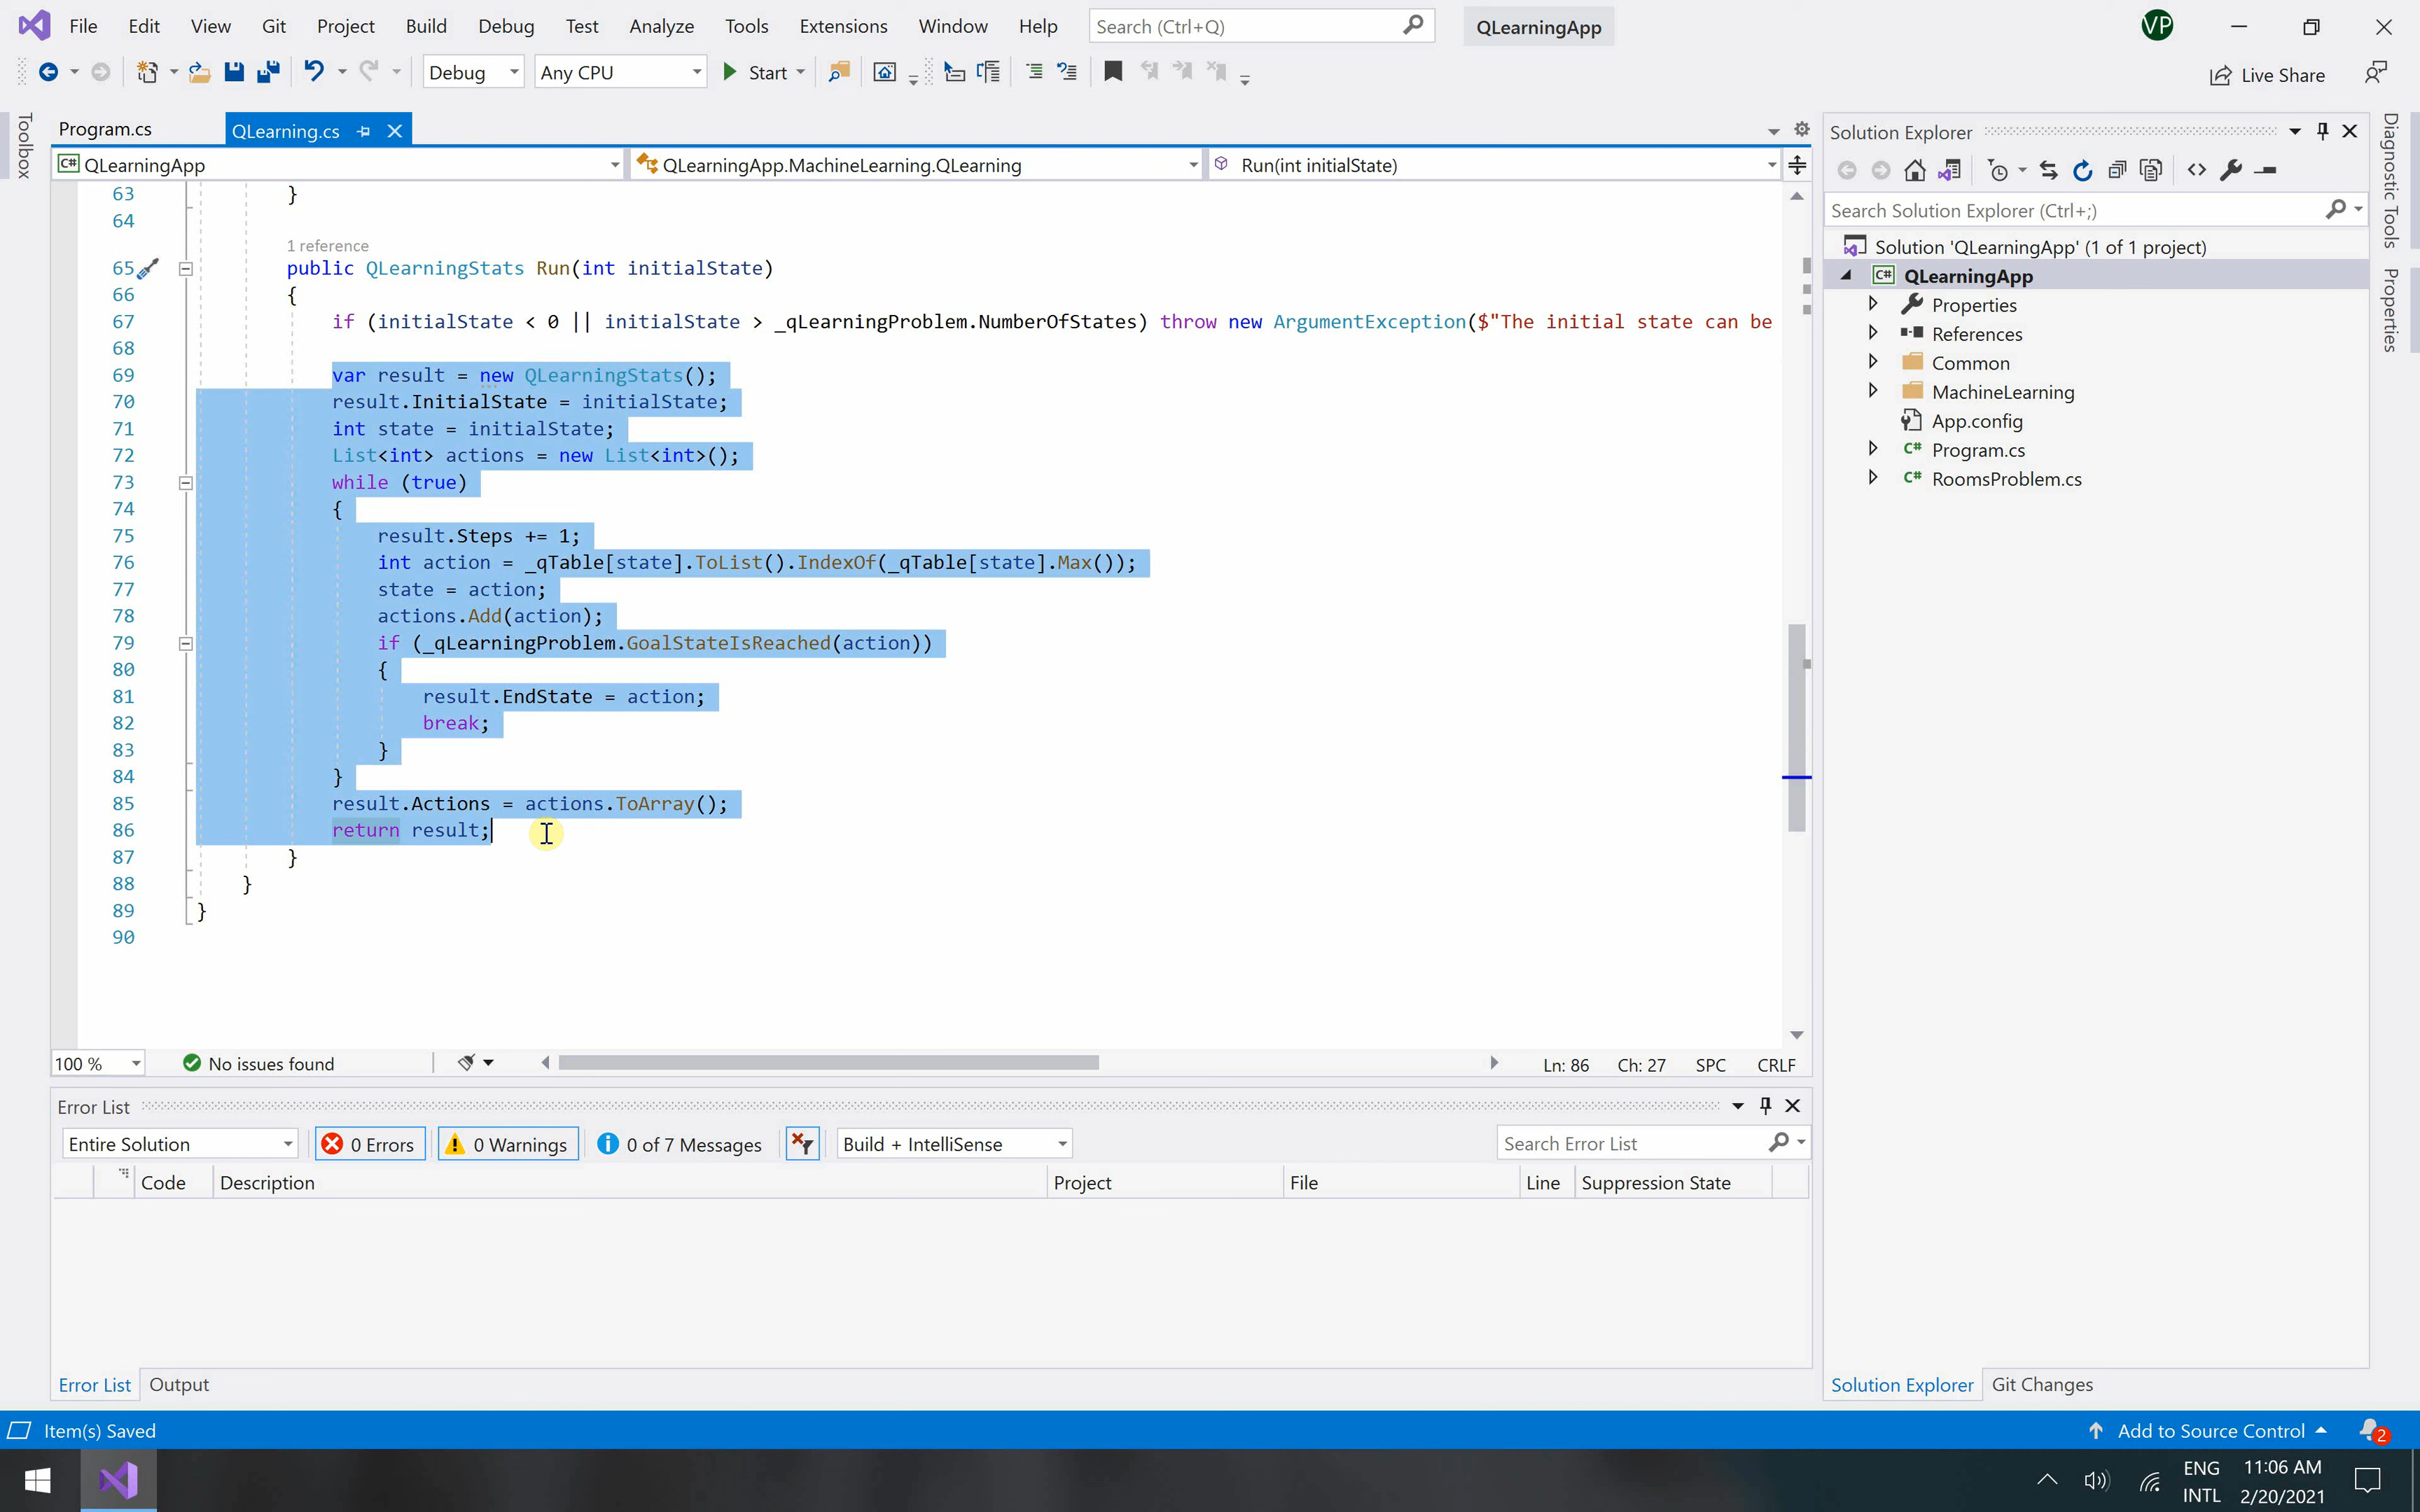 File Edit View Git Project Build Debug Test Analyze Tools Extensions Window Help Search (Ctrl+Q) QLearningApp VP
Debug Any CPU Start Live Share
Toolbox
Program.cs QLearning.cs
QLearningApp QLearningApp.MachineLearning.QLearning Run(int initialState)
63 }
64
1 reference
65 public QLearningStats Run(int initialState)
66 {
67 if (initialState < 0 || initialState > _qLearningProblem.NumberOfStates) throw new ArgumentException($"The initial state can be
68
69 var result = new QLearningStats();
70 result.InitialState = initialState;
71 int state = initialState;
72 List<int> actions = new List<int>();
73 while (true)
74 {
75 result.Steps += 1;
76 int action = _qTable[state].ToList().IndexOf(_qTable[state].Max());
77 state = action;
78 actions.Add(action);
79 if (_qLearningProblem.GoalStateIsReached(action))
80 {
81 result.EndState = action;
82 break;
83 }
84 }
85 result.Actions = actions.ToArray();
86 return result;
87 }
88 }
89 }
90
100 % No issues found Ln: 86 Ch: 27 SPC CRLF
Error List
Entire Solution 0 Errors 0 Warnings 0 of 7 Messages Build + IntelliSense Search Error List
Code Description Project File Line Suppression State
Error List Output
Solution Explorer
Search Solution Explorer (Ctrl+;)
Solution 'QLearningApp' (1 of 1 project)
C# QLearningApp
Properties
References
Common
MachineLearning
App.config
C# Program.cs
C# RoomsProblem.cs
Solution Explorer Git Changes
Diagnostic Tools
Properties
Item(s) Saved Add to Source Control 2
ENG 11:06 AM
INTL 2/20/2021